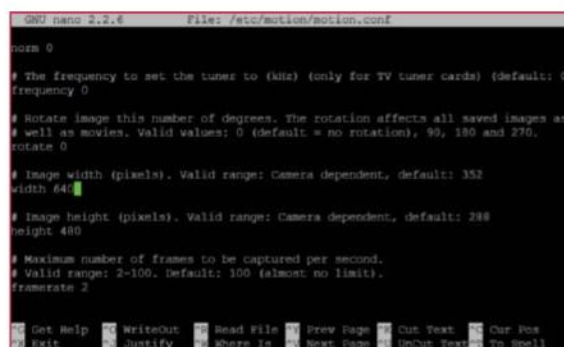 GNU nano 2.2.6 File: /etc/motion/motion.conf
norm 0
# The frequency to set the tuner to (kHz) (only for TV tuner cards) (default: 0
frequency 0
# Rotate image this number of degrees. The rotation affects all saved images as
# well as movies. Valid values: 0 (default = no rotation), 90, 180 and 270.
rotate 0
# Image width (pixels). Valid range: Camera dependent, default: 352
width 640
# Image height (pixels). Valid range: Camera dependent, default: 288
height 480
# Maximum number of frames to be captured per second.
# Valid range: 2-100. Default: 100 (almost no limit).
framerate 2
^G Get Help ^O WriteOut ^R Read File ^Y Prev Page ^K Cut Text ^C Cur Pos
^X Exit ^J Justify ^W Where Is ^V Next Page ^U UnCut Text ^T To Spell